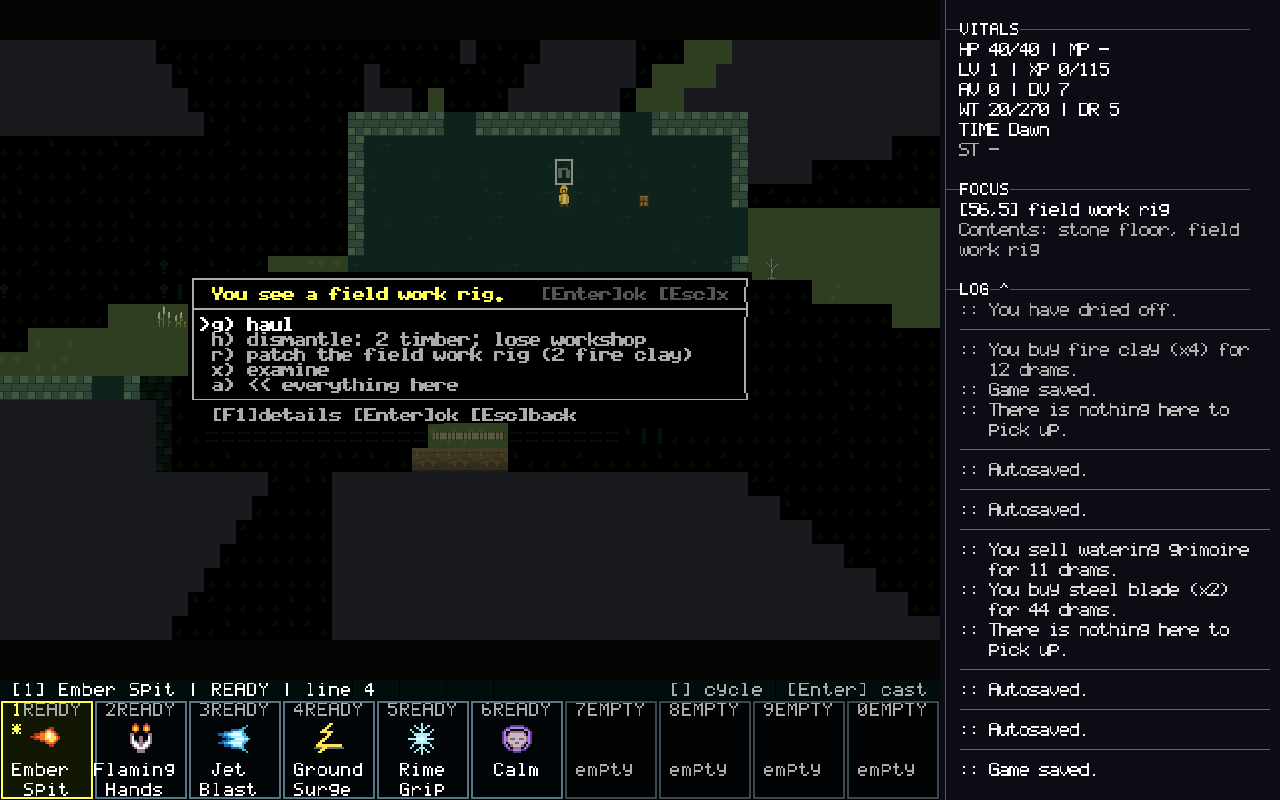 VITALS
HP 40/40 | MP -
LV 1 | XP 0/115
AV 0 | DV 7
WT 20/270 | DR 5
TIME Dawn
ST -
FOCUS
[56,5] field work rig
Contents: stone floor, field
work rig
LOG ^
:: You have dried off.
:: You buy fire clay (x4) for
12 drams.
:: Game saved.
:: There is nothing here to
Pick uP.
:: Autosaved.
:: Autosaved.
:: You sell watering grimoire
for 11 drams.
:: You buy steel blade (x2)
for 44 drams.
:: There is nothing here to
Pick uP.
:: Autosaved.
:: Autosaved.
:: Game saved.
n
You see a field work rig. [Enter]ok [Esc]x
>g) haul
h) dismantle: 2 timber; lose workshop
r) patch the field work rig (2 fire clay)
x) examine
a) << everything here
[F1]details [Enter]ok [Esc]back
[1] Ember SPit | READY | line 4 [] cycle [Enter] cast
1READY 2READY 3READY 4READY 5READY 6READY 7EMPTY 8EMPTY 9EMPTY 0EMPTY
*
Ember Flaming Jet Ground Rime Calm emPty emPty emPty emPty
SPit Hands Blast Surge GriP